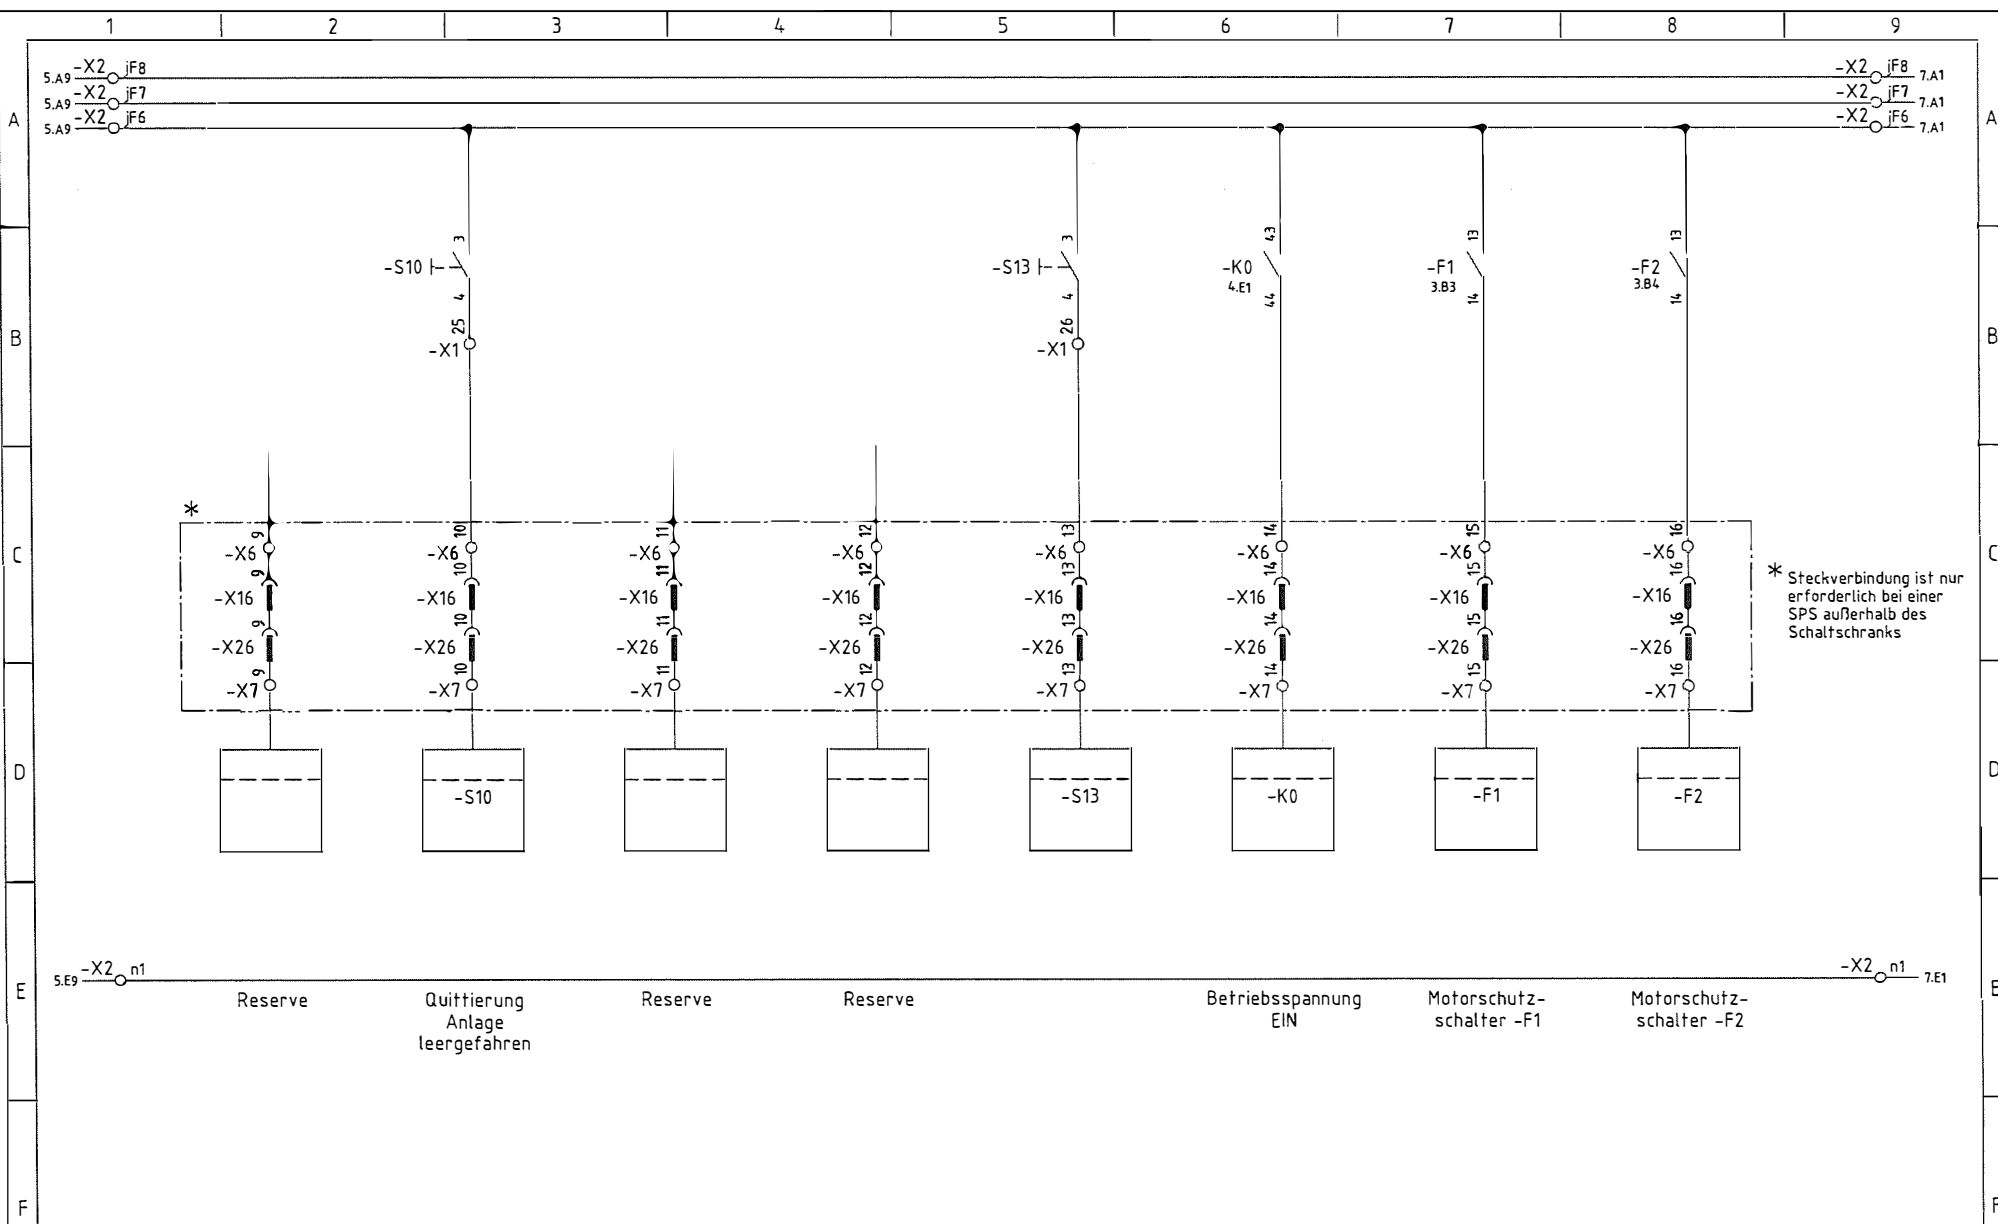 1 2 3 4 5 6 7 8 9
5.A9 -X2 jF8 -X2 jF8 7.A1
5.A9 -X2 jF7 -X2 jF7 7.A1
5.A9 -X2 jF6 -X2 jF6 7.A1
A A
3 3 43 13 13
-S10 -S13 -K0 -F1 -F2
4.E1 3.B3 3.B4
4 4 44 14 14
25 26
-X1 -X1
B B
*
9 10 11 12 13 14 15 16
-X6 -X6 -X6 -X6 -X6 -X6 -X6 -X6
C C
9 10 11 12 13 14 15 16
-X16 -X16 -X16 -X16 -X16 -X16 -X16 -X16
* Steckverbindung ist nur
erforderlich bei einer
SPS außerhalb des
Schaltschranks
9 10 11 12 13 14 15 16
-X26 -X26 -X26 -X26 -X26 -X26 -X26 -X26
9 10 11 12 13 14 15 16
-X7 -X7 -X7 -X7 -X7 -X7 -X7 -X7
D D
-S10 -S13 -K0 -F1 -F2
5.E9 -X2 n1 -X2 n1 7.E1
E E
Reserve Quittierung Reserve Reserve Betriebsspannung Motorschutz- Motorschutz-
Anlage EIN schalter -F1 schalter -F2
leergefahren
F F